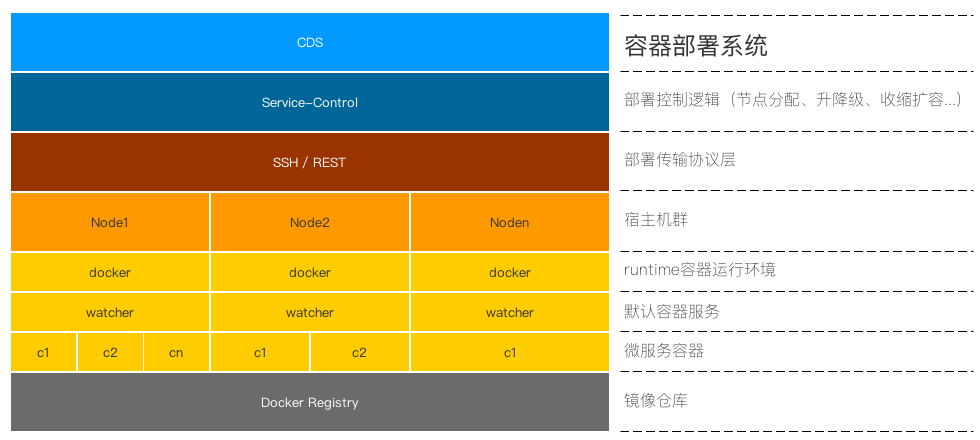 CDS
容器部署系统
Service-Control
部署控制逻辑（节点分配、升降级、收缩扩容...）
SSH / REST
部署传输协议层
Node1 Node2 Noden
宿主机群
docker docker docker
runtime容器运行环境
watcher watcher watcher
默认容器服务
c1 c2 cn c1 c2 c1
微服务容器
Docker Registry
镜像仓库